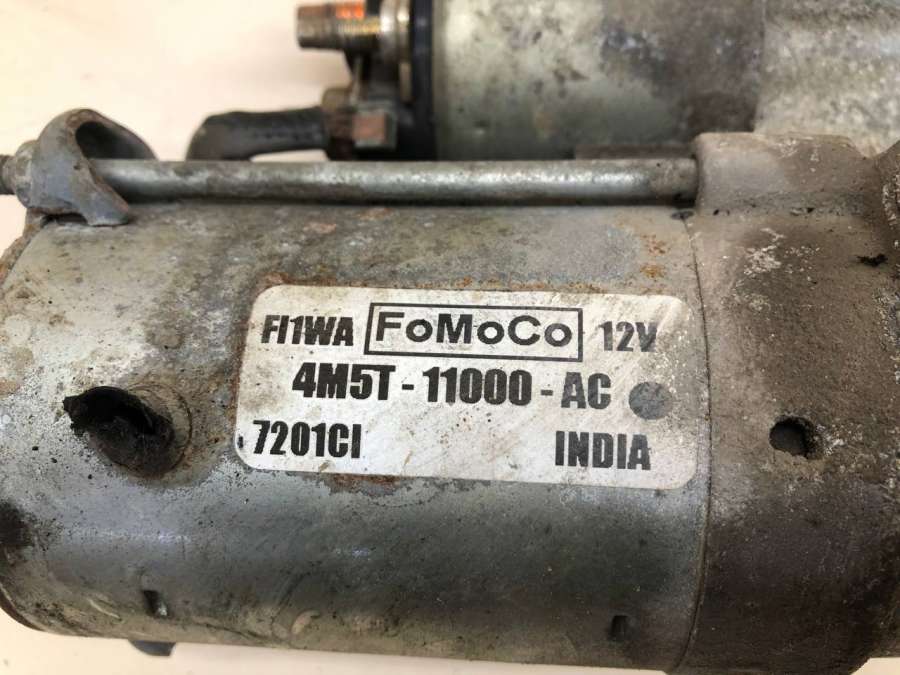 FI1WA FoMoCo 12V
4M5T - 11000 - AC
7201CI INDIA